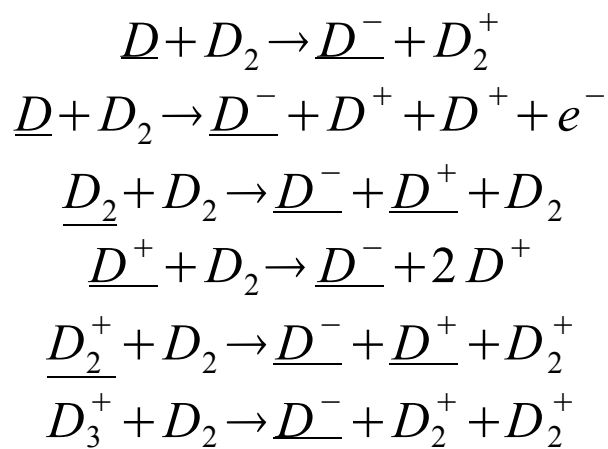 D + D₂ → D⁻ + D₂⁺
D + D₂ → D⁻ + D⁺ + D⁺ + e⁻
D₂ + D₂ → D⁻ + D⁺ + D₂
D⁺ + D₂ → D⁻ + 2 D⁺
D₂⁺ + D₂ → D⁻ + D⁺ + D₂⁺
D₃⁺ + D₂ → D⁻ + D₂⁺ + D₂⁺